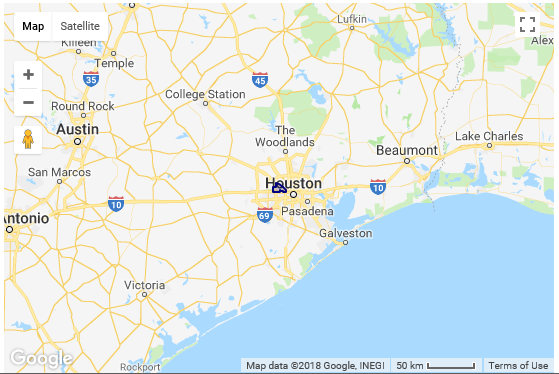 Map
Satellite
Lufkin
Alex
Killeen
Temple
35
45
College Station
Round Rock
Austin
The
Woodlands
Lake Charles
Beaumont
San Marcos
Houston
10
10
Pasadena
69
Antonio
Galveston
Victoria
Google
Rockport
Map data ©2018 Google, INEGI
50 km
Terms of Use